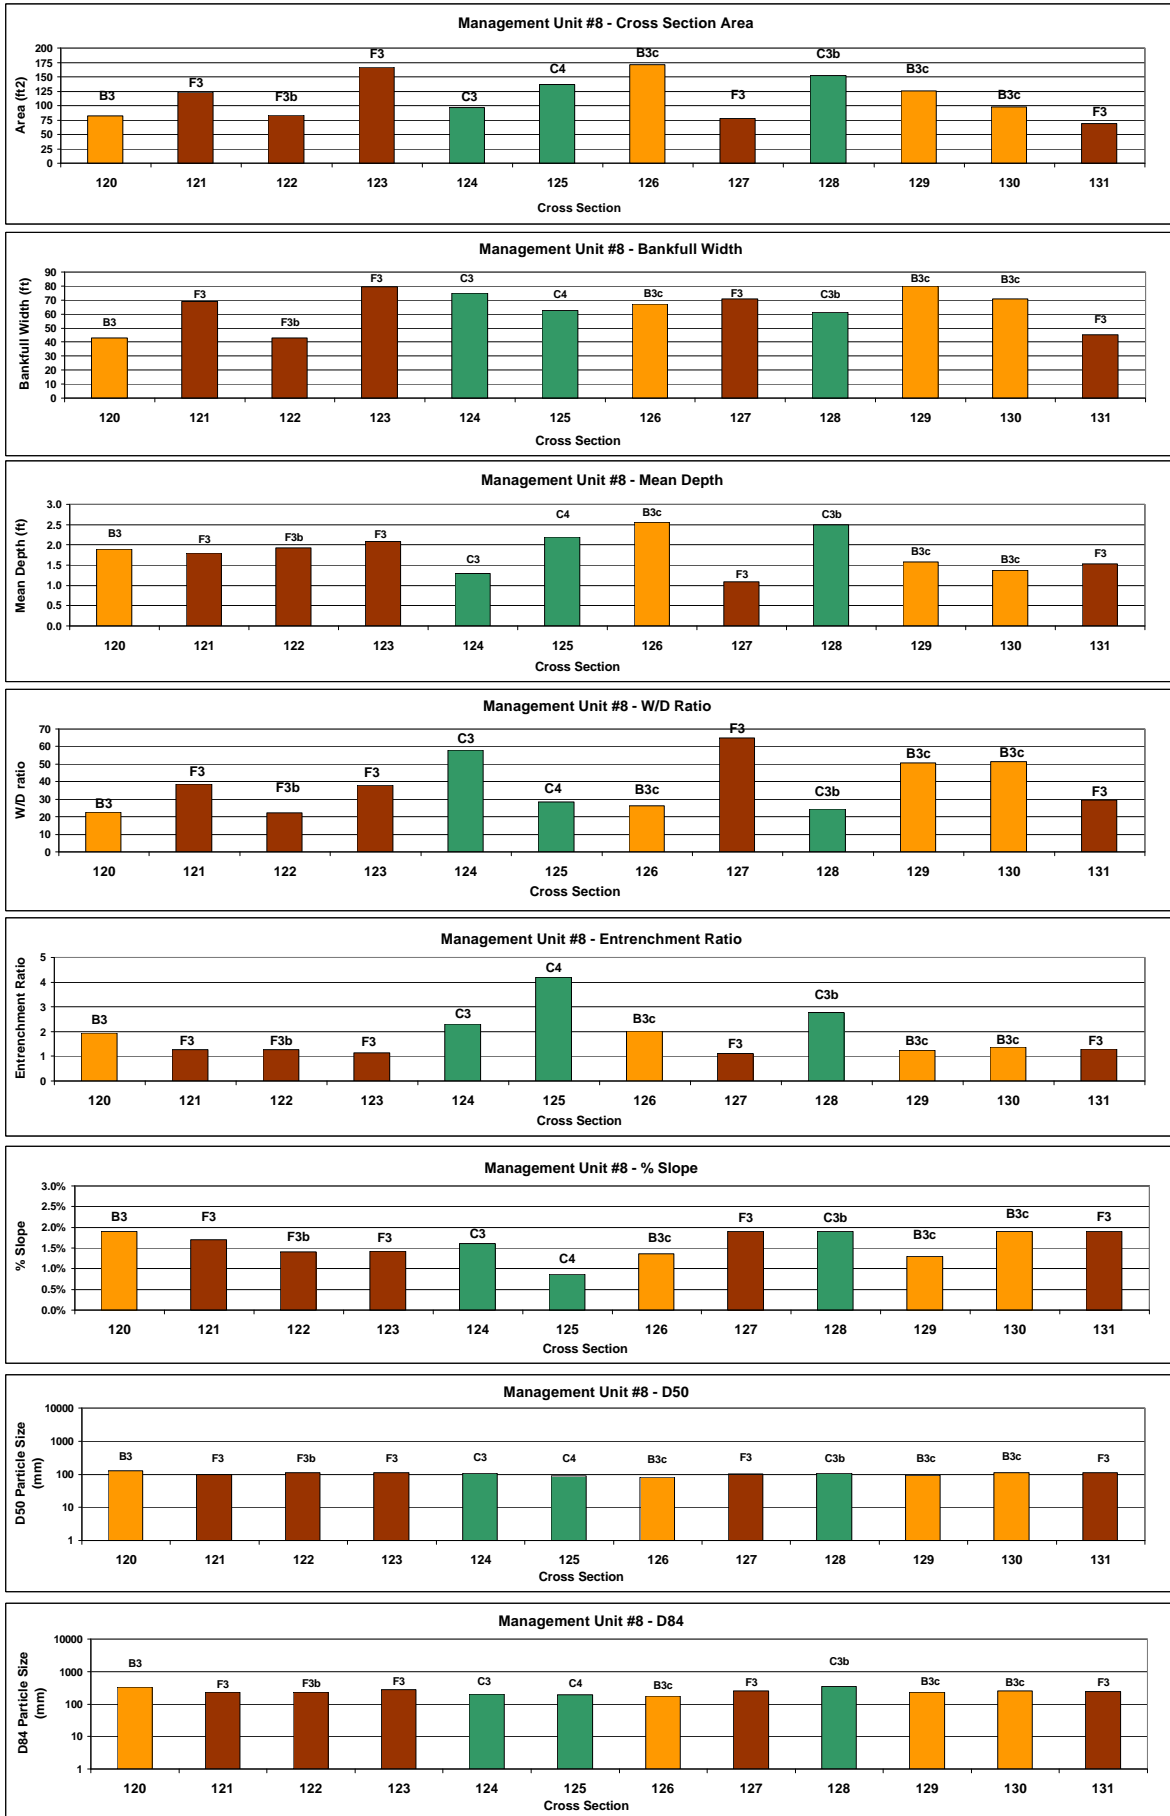 Management Unit #8 - Cross Section Area
Area (ft2)
200
175
150
125
100
75
50
25
0
B3 F3 F3b F3 C3 C4 B3c F3 C3b B3c B3c F3
120 121 122 123 124 125 126 127 128 129 130 131
Cross Section
Management Unit #8 - Bankfull Width
Bankfull Width (ft)
90
80
70
60
50
40
30
20
10
0
B3 F3 F3b F3 C3 C4 B3c F3 C3b B3c B3c F3
120 121 122 123 124 125 126 127 128 129 130 131
Cross Section
Management Unit #8 - Mean Depth
Mean Depth (ft)
3.0
2.5
2.0
1.5
1.0
0.5
0.0
B3 F3 F3b F3 C3 C4 B3c F3 C3b B3c B3c F3
120 121 122 123 124 125 126 127 128 129 130 131
Cross Section
Management Unit #8 - W/D Ratio
W/D ratio
70
60
50
40
30
20
10
0
B3 F3 F3b F3 C3 C4 B3c F3 C3b B3c B3c F3
120 121 122 123 124 125 126 127 128 129 130 131
Cross Section
Management Unit #8 - Entrenchment Ratio
Entrenchment Ratio
5
4
3
2
1
0
B3 F3 F3b F3 C3 C4 B3c F3 C3b B3c B3c F3
120 121 122 123 124 125 126 127 128 129 130 131
Cross Section
Management Unit #8 - % Slope
% Slope
3.0%
2.5%
2.0%
1.5%
1.0%
0.5%
0.0%
B3 F3 F3b F3 C3 C4 B3c F3 C3b B3c B3c F3
120 121 122 123 124 125 126 127 128 129 130 131
Cross Section
Management Unit #8 - D50
D50 Particle Size
(mm)
10000
1000
100
10
1
B3 F3 F3b F3 C3 C4 B3c F3 C3b B3c B3c F3
120 121 122 123 124 125 126 127 128 129 130 131
Cross Section
Management Unit #8 - D84
D84 Particle Size
(mm)
10000
1000
100
10
1
B3 F3 F3b F3 C3 C4 B3c F3 C3b B3c B3c F3
120 121 122 123 124 125 126 127 128 129 130 131
Cross Section